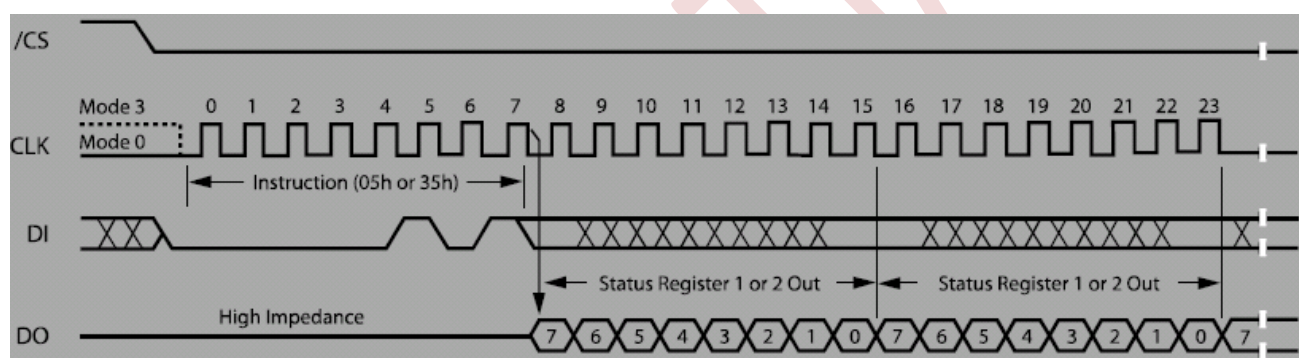 /CS
Mode 3 0 1 2 3 4 5 6 7 8 9 10 11 12 13 14 15 16 17 18 19 20 21 22 23
CLK Mode 0
Instruction (05h or 35h)
DI
Status Register 1 or 2 Out Status Register 1 or 2 Out
High Impedance
DO 7 6 5 4 3 2 1 0 7 6 5 4 3 2 1 0 7